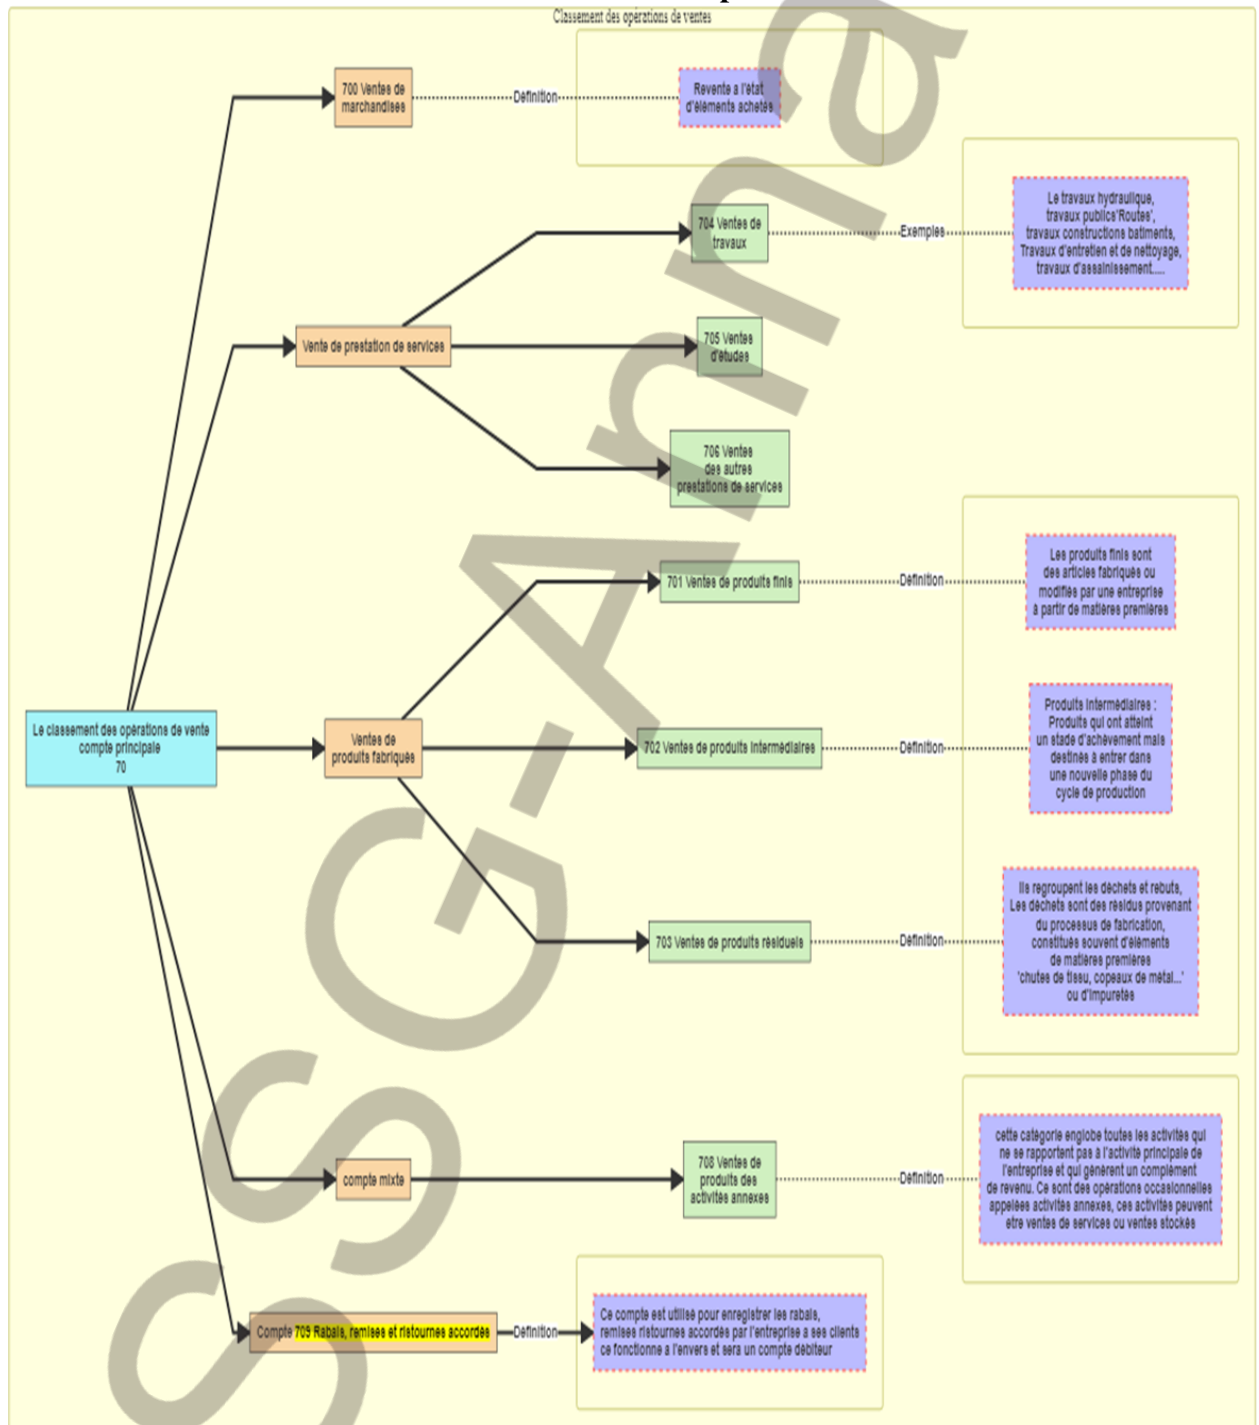 Classement des opérations de ventes
700 Ventes de
marchandises
Définition
Revente a l'état
d'éléments achetés
704 Ventes de
travaux
Exemples
Le travaux hydraulique,
travaux publics'Routes',
travaux constructions batiments,
Travaux d'entretien et de nettoyage,
travaux d'assainissement.....
Vente de prestation de services
705 Ventes
d'études
706 Ventes
des autres
prestations de services
701 Ventes de produits finis
Définition
Les produits finis sont
des articles fabriqués ou
modifiés par une entreprise
à partir de matières premières
Le classement des opérations de vente
compte principale
70
Ventes de
produits fabriqués
702 Ventes de produits intermédiaires
Définition
Produits intermédiaires :
Produits qui ont atteint
un stade d'achèvement mais
destinés à entrer dans
une nouvelle phase du
cycle de production
703 Ventes de produits résiduels
Définition
Ils regroupent les déchets et rebuts,
Les déchets sont des résidus provenant
du processus de fabrication,
constitués souvent d'éléments
de matières premières
'chutes de tissu, copeaux de métal...'
ou d'impuretés
compte mixte
708 Ventes de
produits des
activités annexes
Définition
cette catégorie englobe toutes les activités qui
ne se rapportent pas à l'activité principale de
l'entreprise et qui génèrent un complément
de revenu. Ce sont des opérations occasionnelles
appelées activités annexes, ces activités peuvent
etre ventes de services ou ventes stockés
Compte 709 Rabais, remises et ristournes accordés
Définition
Ce compte est utilisé pour enregistrer les rabais,
remises ristournes accordés par l'entreprise a ses clients
ce fonctionne a l'envers et sera un compte débiteur
SSG-Anna